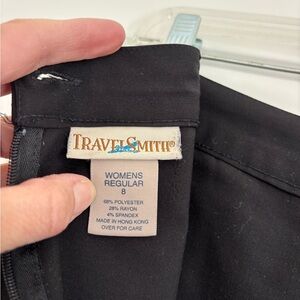 TRAVELSMITH®
WOMENS
REGULAR
8
68% POLYESTER
28% RAYON
4% SPANDEX
MADE IN HONG KONG
OVER FOR CARE